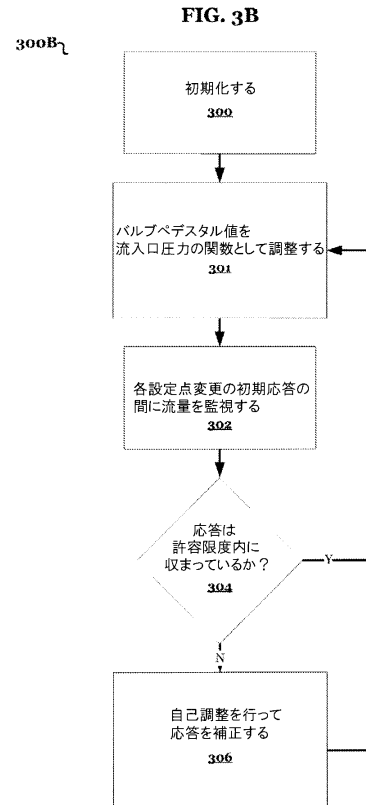 FIG. 3B
300B
初期化する
300
バルブペデスタル値を
流入口圧力の関数として調整する
301
各設定点変更の初期応答の
間に流量を監視する
302
応答は
許容限度内に
収まっているか？
304
Y
N
自己調整を行って
応答を補正する
306